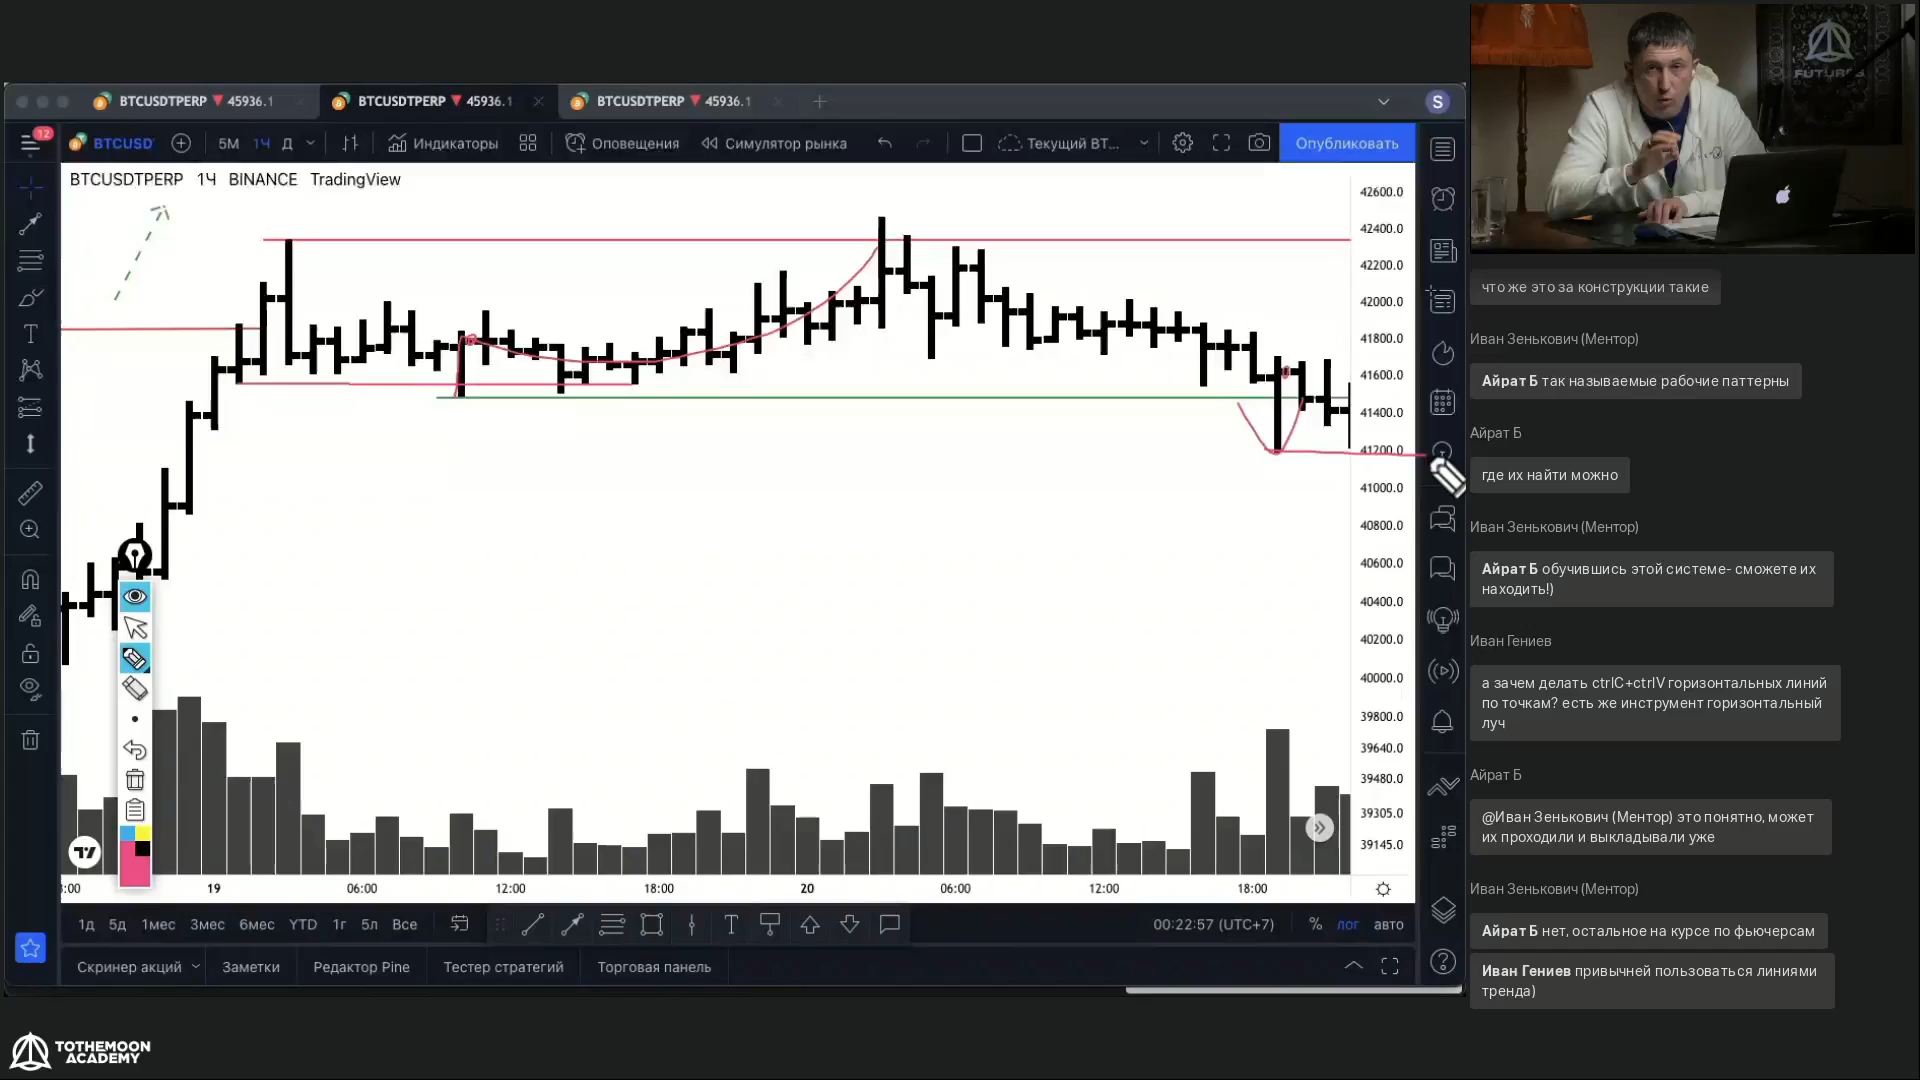 BTCUSDTPERP ▼ 45936.1
BTCUSDTPERP ▼ 45936.1
BTCUSDTPERP ▼ 45936.1
S
12
BTCUSD
5М
1Ч
Д
Индикаторы
Оповещения
Симулятор рынка
Текущий BT...
Опубликовать
BTCUSDTPERP 1Ч BINANCE TradingView
42600.0
42400.0
42200.0
42000.0
41800.0
41600.0
41400.0
41200.0
41000.0
40800.0
40600.0
40400.0
40200.0
40000.0
39800.0
39640.0
39480.0
39305.0
39145.0
:00
19
06:00
12:00
18:00
20
06:00
12:00
18:00
1д
5д
1мес
3мес
6мес
YTD
1г
5л
Все
00:22:57 (UTC+7)
%
лог
авто
Скринер акций
Заметки
Редактор Pine
Тестер стратегий
Торговая панель
TOTHEMOON
ACADEMY
FUTURES
что же это за конструкции такие
Иван Зенькович (Ментор)
Айрат Б так называемые рабочие паттерны
Айрат Б
где их найти можно
Иван Зенькович (Ментор)
Айрат Б обучившись этой системе- сможете их
находить!)
Иван Гениев
а зачем делать ctrlC+ctrlV горизонтальных линий
по точкам? есть же инструмент горизонтальный
луч
Айрат Б
@Иван Зенькович (Ментор) это понятно, может
их проходили и выкладывали уже
Иван Зенькович (Ментор)
Айрат Б нет, остальное на курсе по фьючерсам
Иван Гениев привычней пользоваться линиями
тренда)